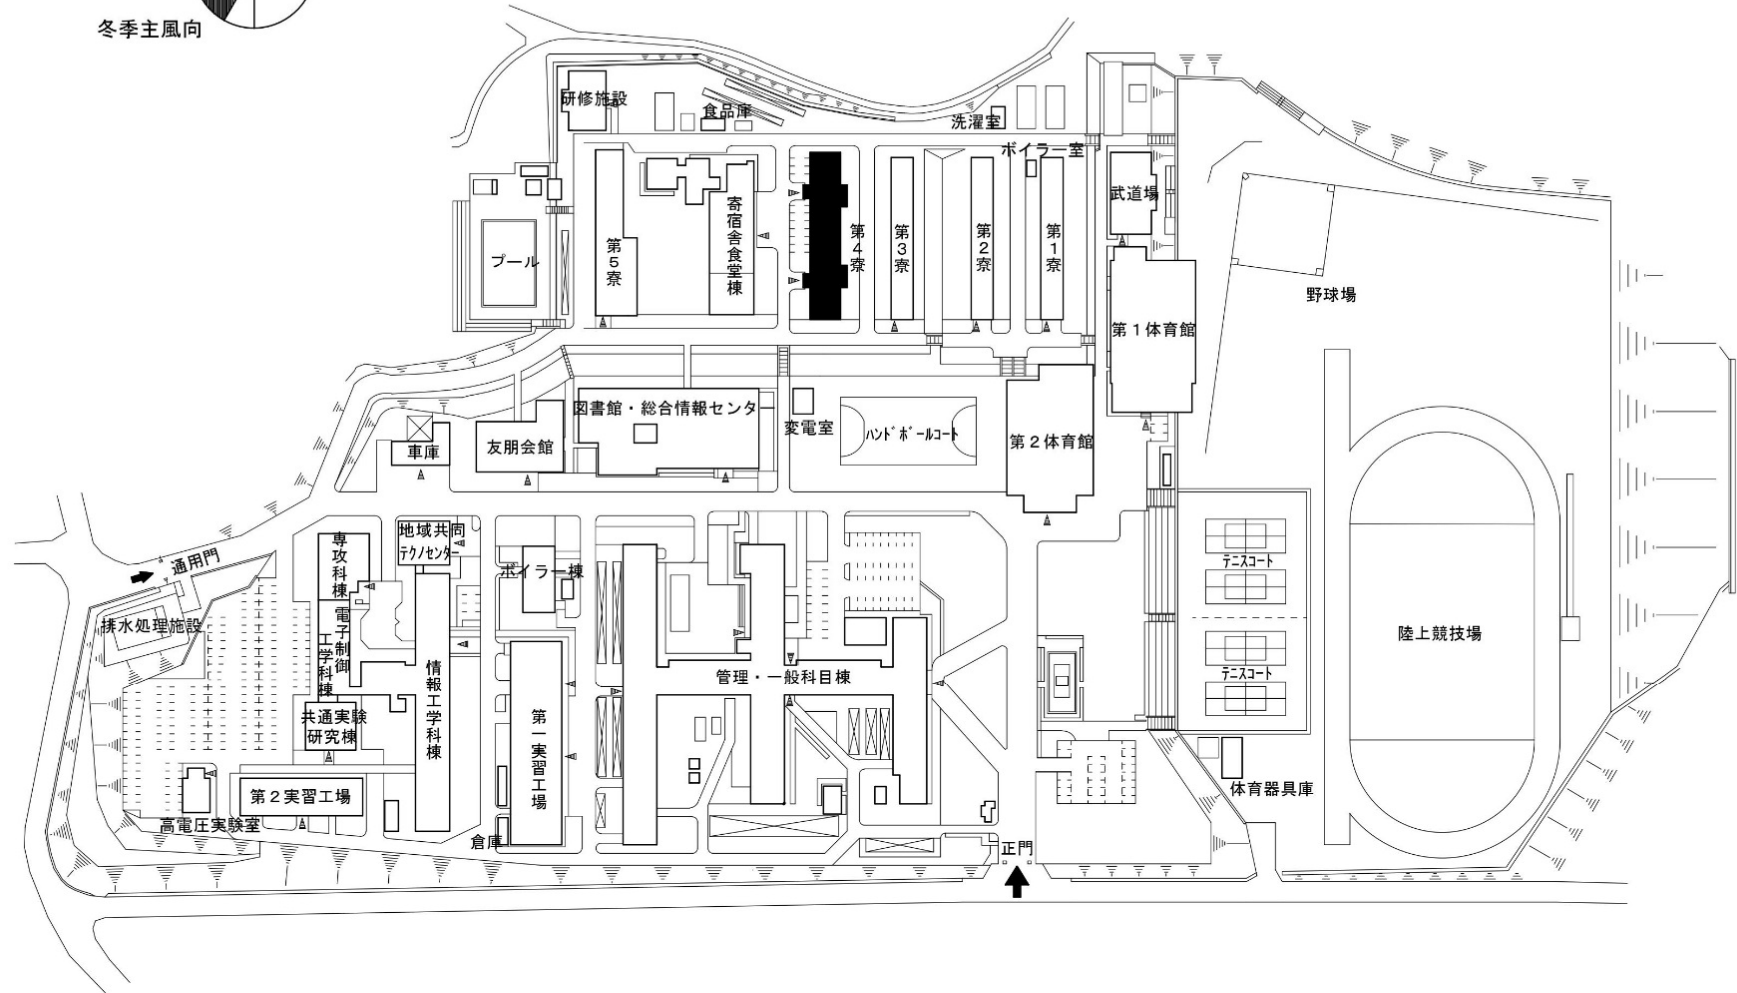 冬季主風向
研修施設
食品庫
洗濯室
ボイラー室
武道場
プール
第5寮
寄宿舎食堂棟
第4寮
第3寮
第2寮
第1寮
野球場
第1体育館
図書館・総合情報センター
変電室
ハンドボールコート
第2体育館
友朋会館
車庫
通用門
専攻科棟
地域共同
テクノセンター
ボイラー棟
テニスコート
排水処理施設
電子制御
工学科棟
陸上競技場
情報工学科棟
管理・一般科目棟
テニスコート
共通実験
研究棟
第一実習工場
第2実習工場
体育器具庫
高電圧実験室
倉庫
正門